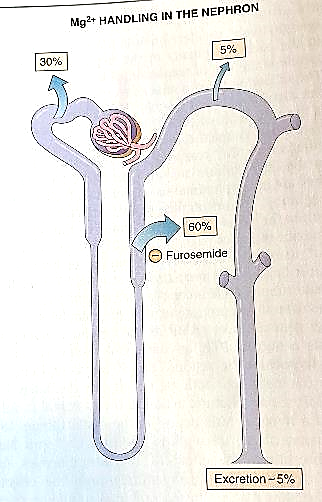 Mg²⁺ HANDLING IN THE NEPHRON
30%
5%
60%
− Furosemide
Excretion ~5%